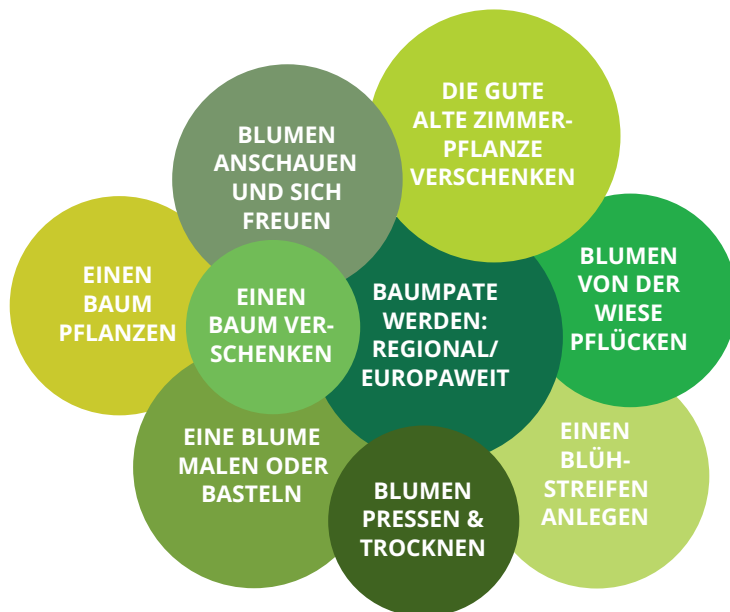 DIE GUTE
ALTE ZIMMER-
PFLANZE
VERSCHENKEN
BLUMEN
ANSCHAUEN
UND SICH
FREUEN
BLUMEN
VON DER
WIESE
PFLÜCKEN
EINEN
BAUM
PFLANZEN
EINEN
BAUM VER-
SCHENKEN
BAUMPATE
WERDEN:
REGIONAL/
EUROPAWEIT
EINE BLUME
MALEN ODER
BASTELN
EINEN
BLÜH-
STREIFEN
ANLEGEN
BLUMEN
PRESSEN &
TROCKNEN